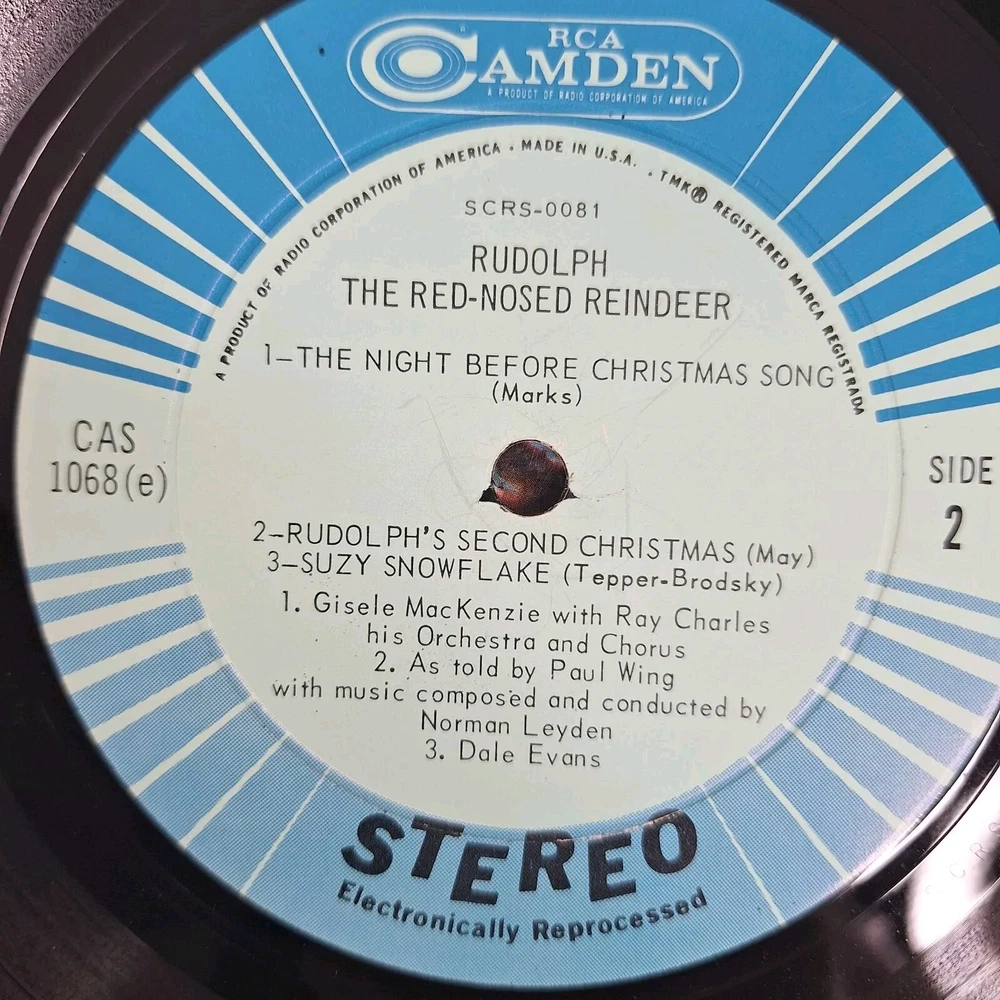 RCA
CAMDEN
A PRODUCT OF RADIO CORPORATION OF AMERICA
A PRODUCT OF RADIO CORPORATION OF AMERICA • MADE IN U.S.A. • TMK® REGISTERED MARCA REGISTRADA
SCRS-0081
RUDOLPH
THE RED-NOSED REINDEER
1–THE NIGHT BEFORE CHRISTMAS SONG
(Marks)
CAS
1068(e)
SIDE
2
2–RUDOLPH'S SECOND CHRISTMAS (May)
3–SUZY SNOWFLAKE (Tepper-Brodsky)
1. Gisele MacKenzie with Ray Charles
his Orchestra and Chorus
2. As told by Paul Wing
with music composed and conducted by
Norman Leyden
3. Dale Evans
STEREO
Electronically Reprocessed